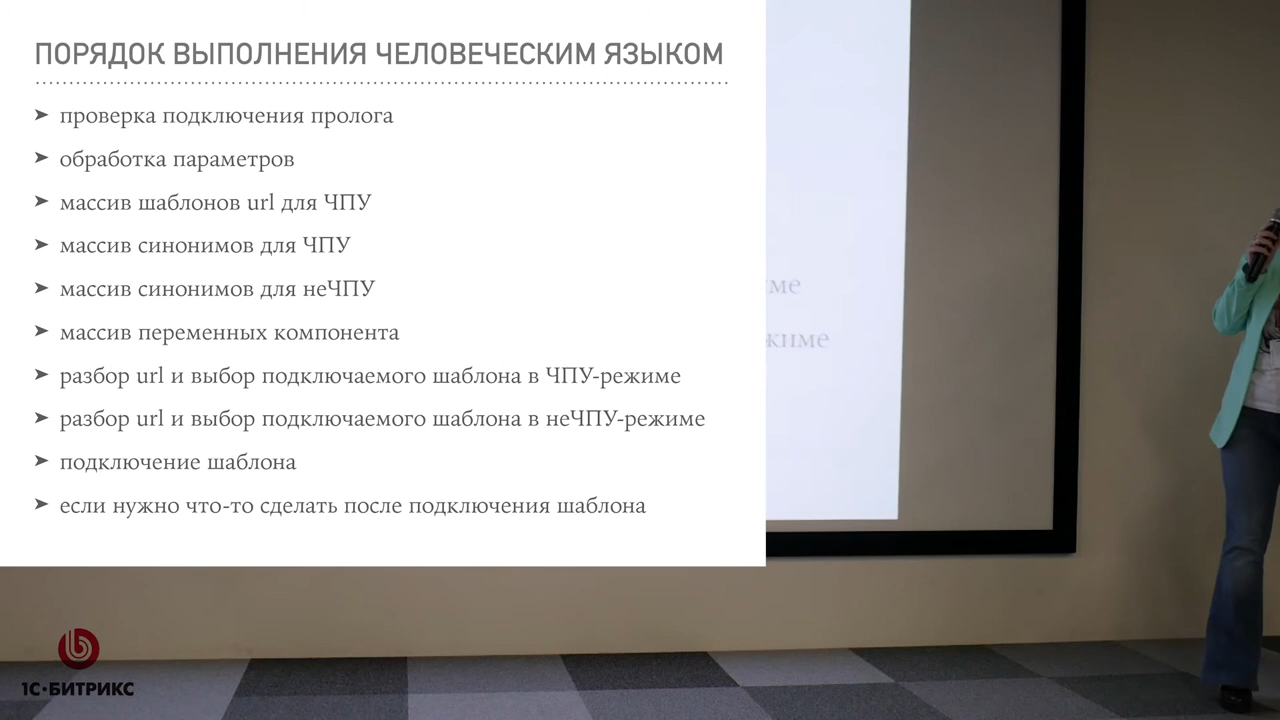 ПОРЯДОК ВЫПОЛНЕНИЯ ЧЕЛОВЕЧЕСКИМ ЯЗЫКОМ
проверка подключения пролога
обработка параметров
массив шаблонов url для ЧПУ
массив синонимов для ЧПУ
массив синонимов для неЧПУ
массив переменных компонента
разбор url и выбор подключаемого шаблона в ЧПУ-режиме
разбор url и выбор подключаемого шаблона в неЧПУ-режиме
подключение шаблона
если нужно что-то сделать после подключения шаблона
1С·БИТРИКС